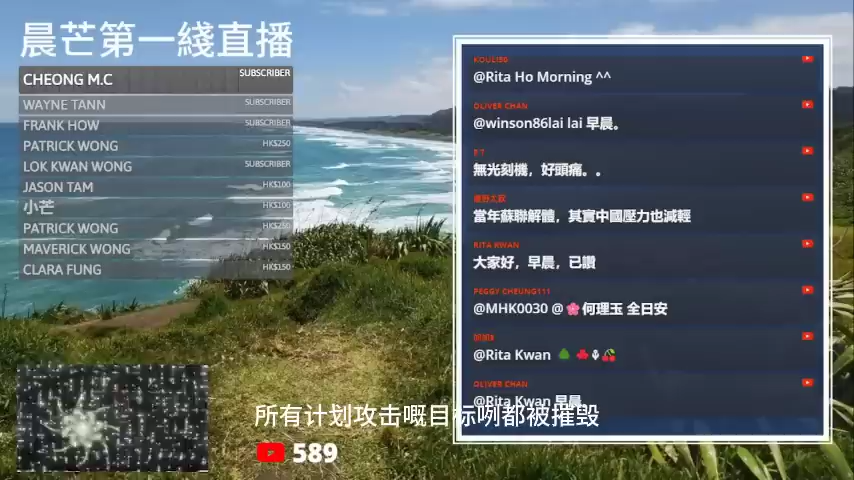 晨芒第一綫直播
CHEONG M.C SUBSCRIBER
WAYNE TANN SUBSCRIBER
FRANK HOW SUBSCRIBER
PATRICK WONG HK$250
LOK KWAN WONG SUBSCRIBER
JASON TAM HK$100
小芒 HK$100
PATRICK WONG
MAVERICK WONG HK$150
CLARA FUNG HK$150
KOULI86
@Rita Ho Morning ^^
OLIVER CHAN
@winson86lai lai 早晨。
無光刻機，好頭痛。。
當年蘇聯解體，其實中國壓力也減輕
RITA KWAN
大家好，早晨，已讚
PEGGY CHEUNG111
@MHK0030 @🌸何理玉 全日安
@Rita Kwan
OLIVER CHAN
@Rita Kwan 早晨
所有计划攻击嘅目标咧都被摧毁
589